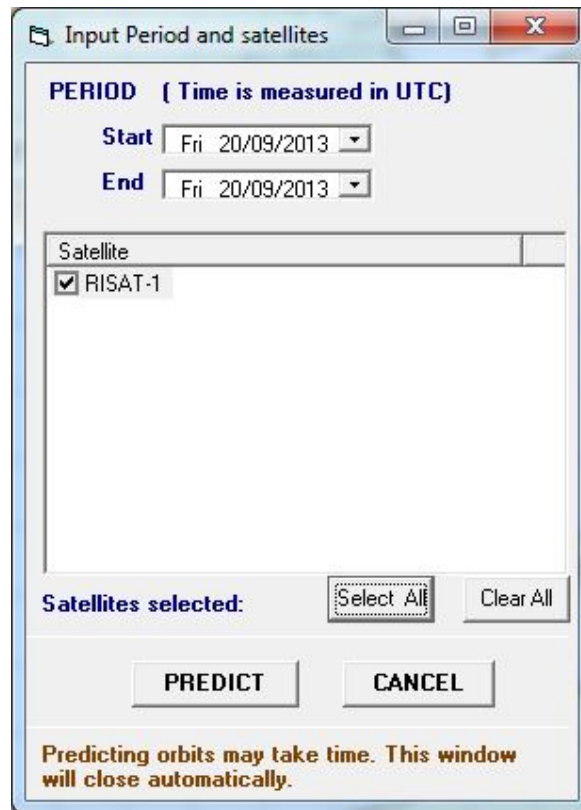 Input Period and satellites
PERIOD ( Time is measured in UTC)
Start Fri 20/09/2013
End Fri 20/09/2013
Satellite
RISAT-1
Satellites selected: Select All Clear All
PREDICT CANCEL
Predicting orbits may take time. This window
will close automatically.